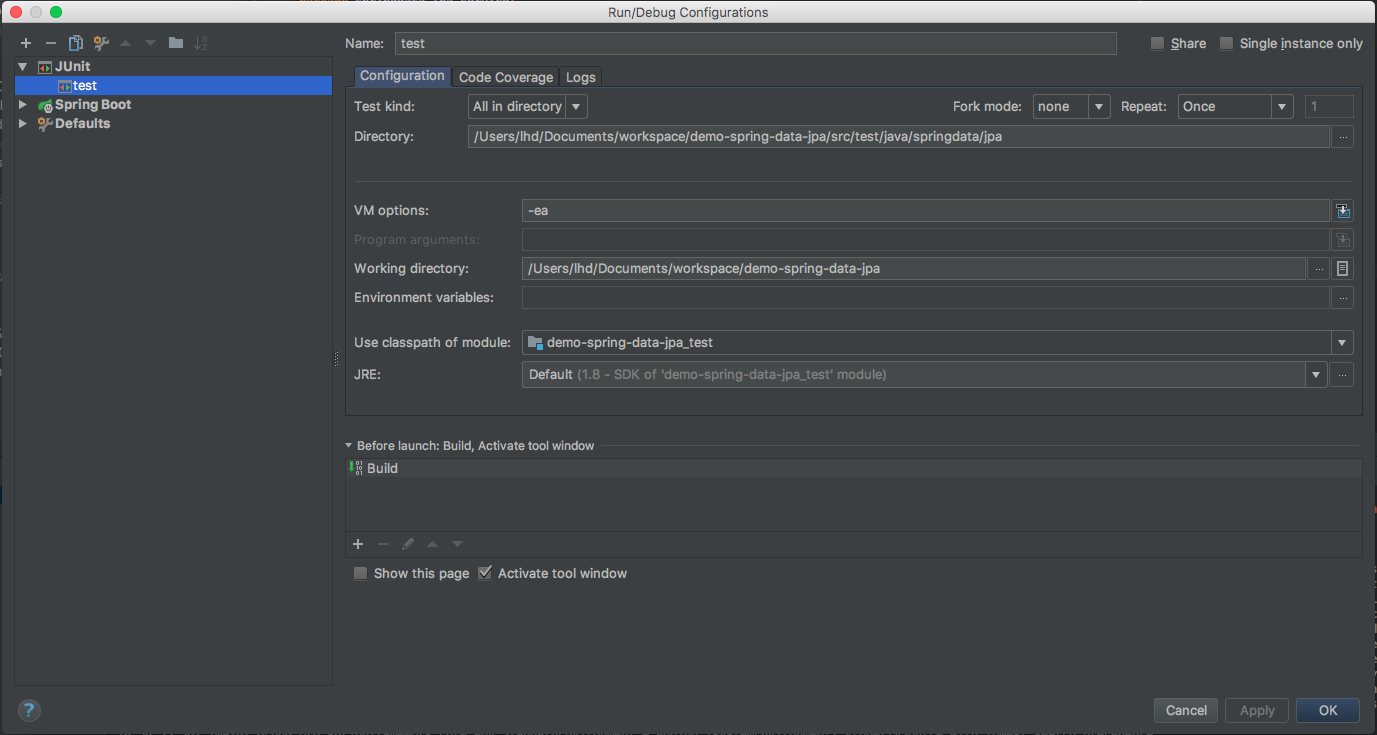 Run/Debug Configurations
Name: test Share Single instance only
JUnit
test
Spring Boot
Defaults
Configuration Code Coverage Logs
Test kind: All in directory Fork mode: none Repeat: Once 1
Directory: /Users/lhd/Documents/workspace/demo-spring-data-jpa/src/test/java/springdata/jpa ...
VM options: -ea
Program arguments:
Working directory: /Users/lhd/Documents/workspace/demo-spring-data-jpa ...
Environment variables: ...
Use classpath of module: demo-spring-data-jpa_test
JRE: Default (1.8 - SDK of 'demo-spring-data-jpa_test' module) ...
Before launch: Build, Activate tool window
Build
Show this page Activate tool window
? Cancel Apply OK